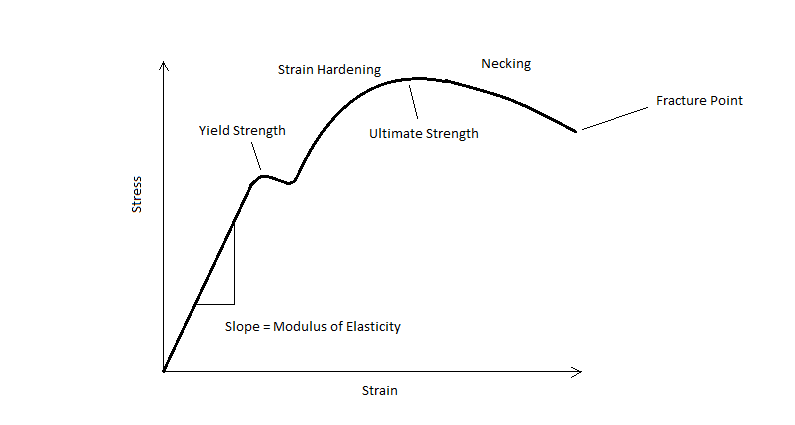 Necking
Strain Hardening
Fracture Point
Yield Strength
Ultimate Strength
Stress
Slope = Modulus of Elasticity
Strain